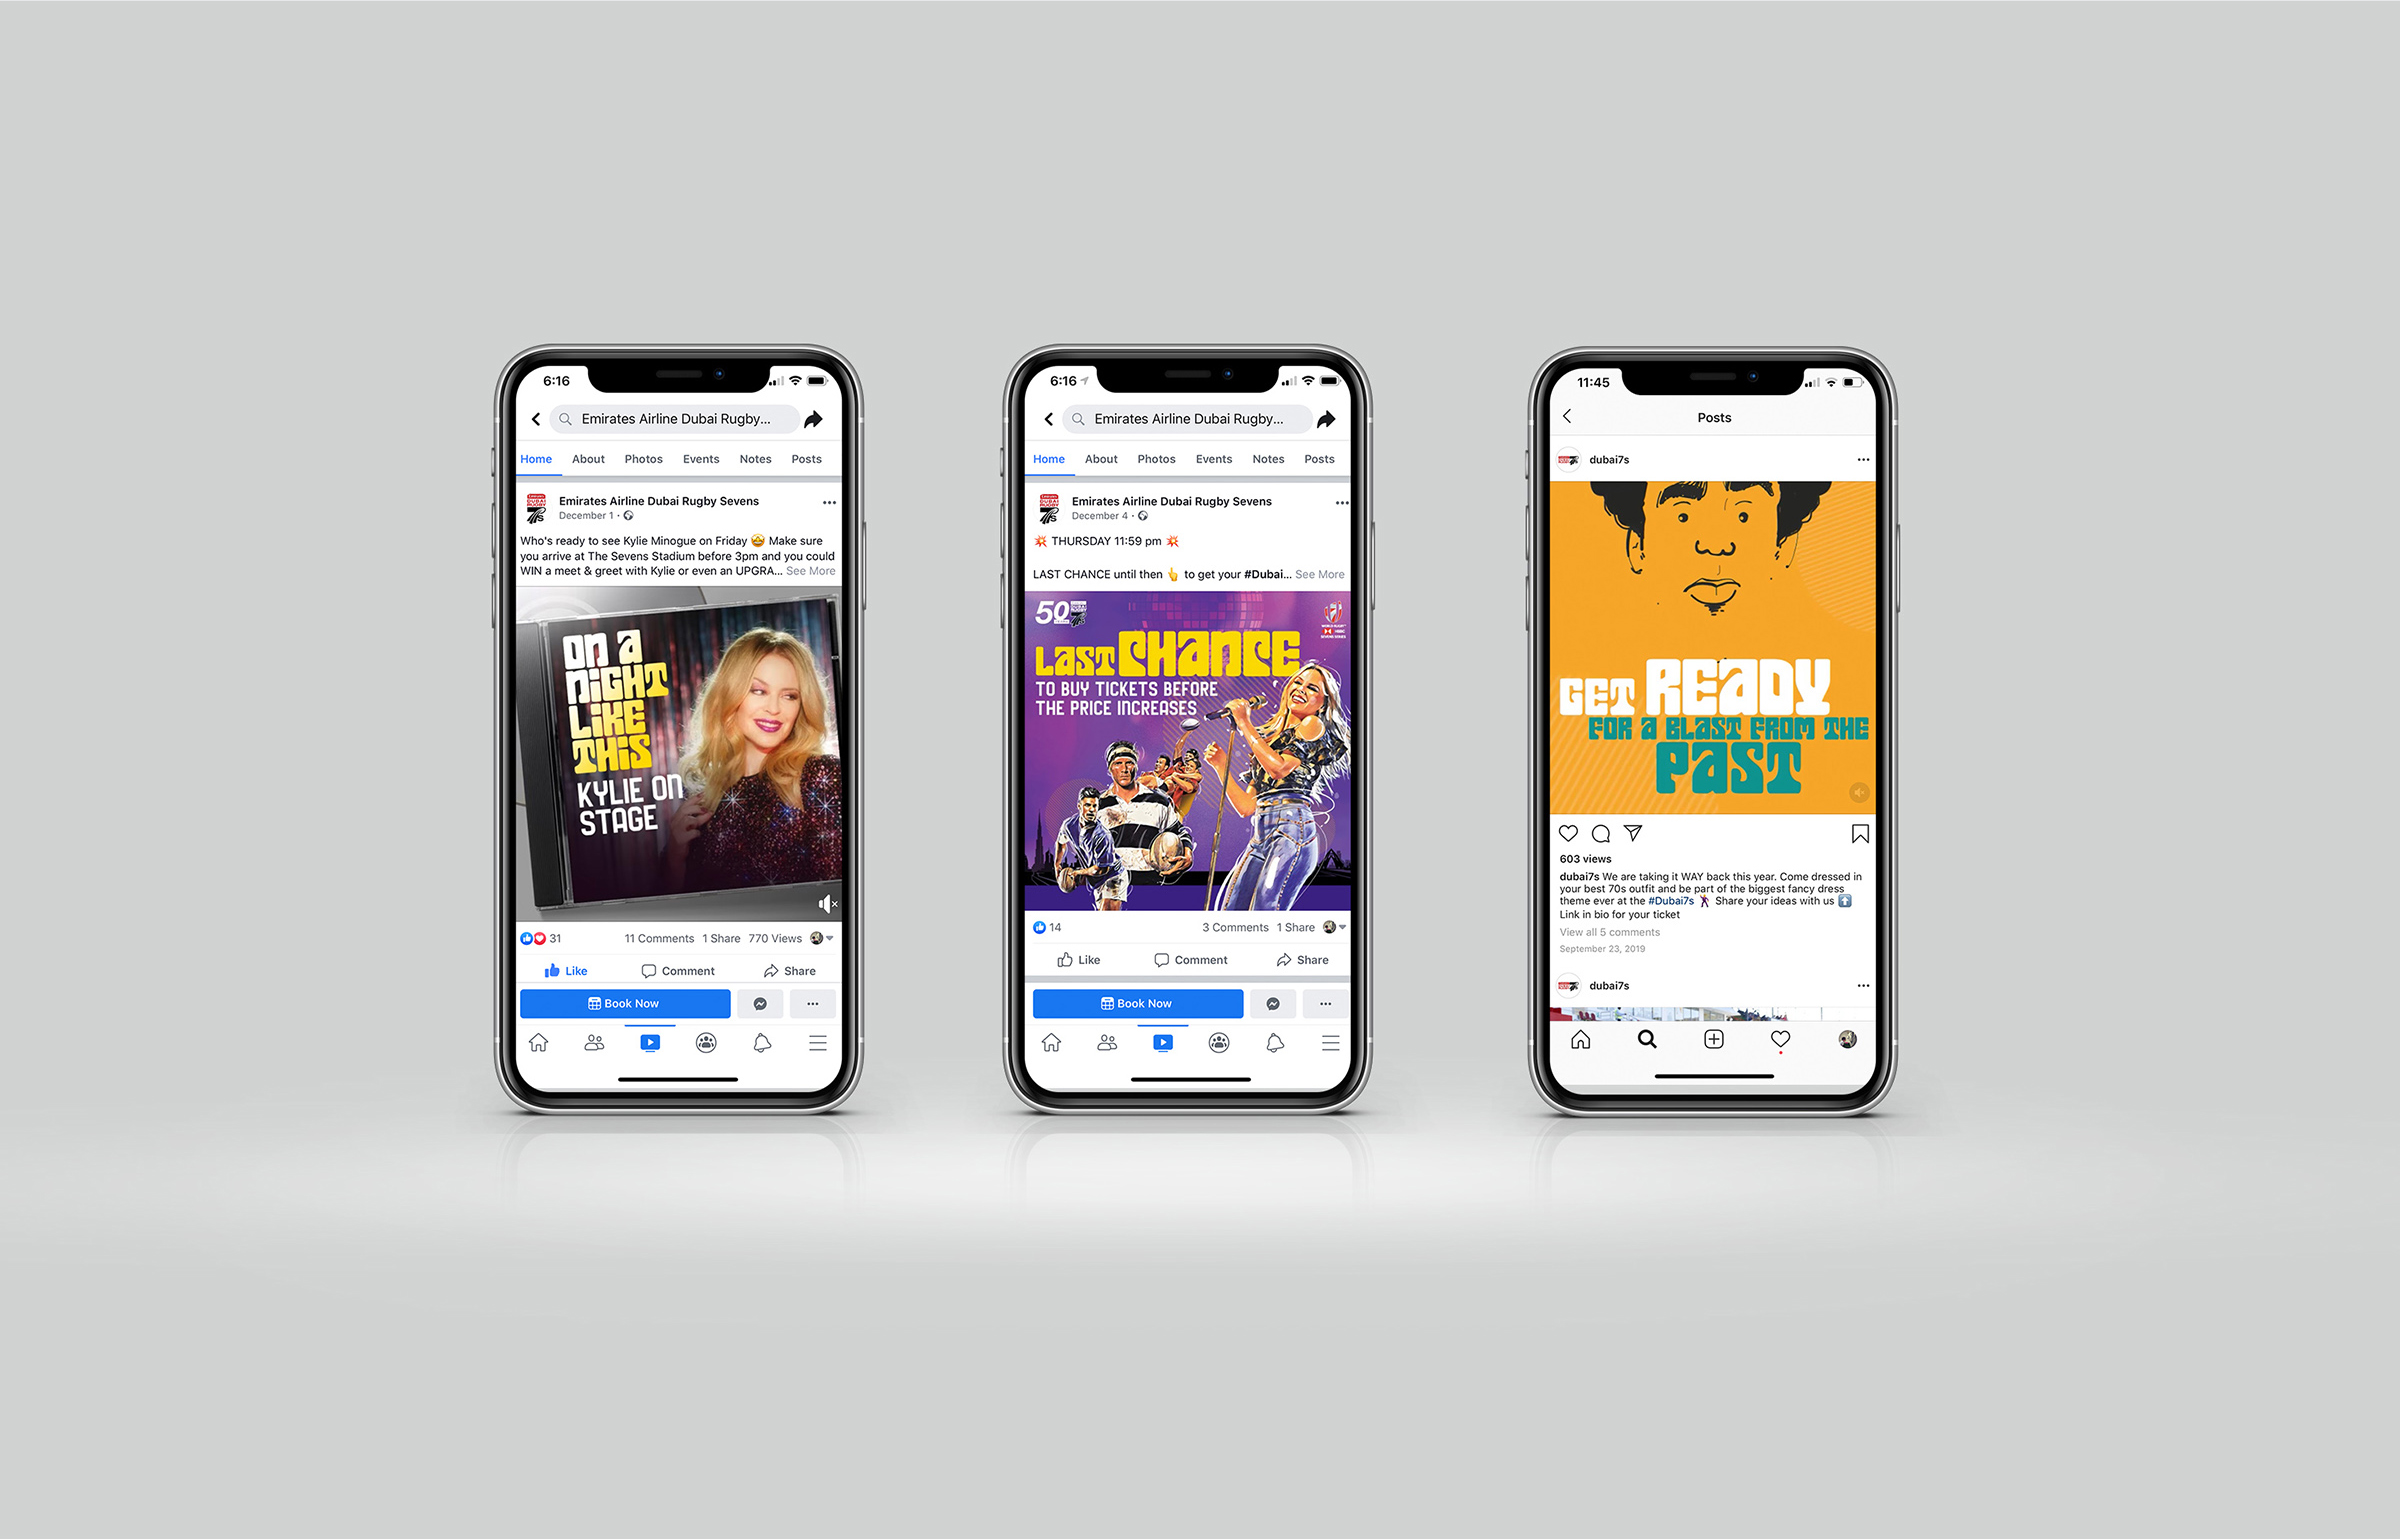 6:16
Emirates Airline Dubai Rugby...
Home About Photos Events Notes Posts
Emirates Airline Dubai Rugby Sevens
December 1 ·
Who's ready to see Kylie Minogue on Friday 🤩 Make sure
you arrive at The Sevens Stadium before 3pm and you could
WIN a meet & greet with Kylie or even an UPGRA... See More
ON A
NIGHT
LIKE
THIS
KYLIE ON
STAGE
31 11 Comments 1 Share 770 Views
Like Comment Share
Book Now
6:16
Emirates Airline Dubai Rugby...
Home About Photos Events Notes Posts
Emirates Airline Dubai Rugby Sevens
December 4 ·
💥 THURSDAY 11:59 pm 💥
LAST CHANCE until then 👆 to get your #Dubai... See More
50
LAST CHANCE
TO BUY TICKETS BEFORE
THE PRICE INCREASES
14 3 Comments 1 Share
Like Comment Share
Book Now
11:45
Posts
dubai7s
GET READY
FOR A BLAST FROM THE
PAST
603 views
dubai7s We are taking it WAY back this year. Come dressed in
your best 70s outfit and be part of the biggest fancy dress
theme ever at the #Dubai7s 🕺 Share your ideas with us ⬆️
Link in bio for your ticket
View all 5 comments
September 23, 2019
dubai7s